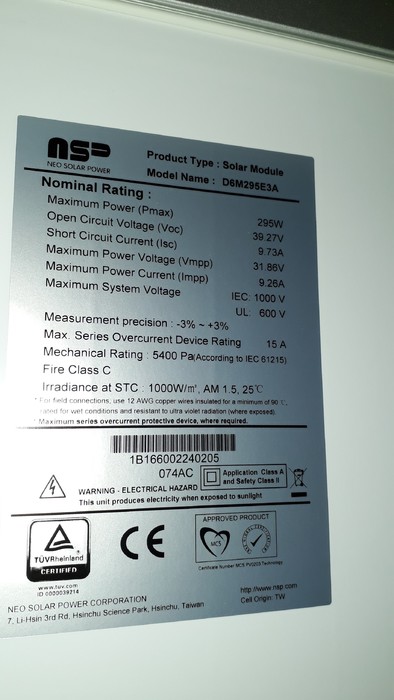 nsp
NEO SOLAR POWER
Product Type : Solar Module
Model Name : D6M295E3A
Nominal Rating :
Maximum Power (Pmax) 295W
Open Circuit Voltage (Voc) 39.27V
Short Circuit Current (Isc) 9.73A
Maximum Power Voltage (Vmpp) 31.86V
Maximum Power Current (Impp) 9.26A
Maximum System Voltage IEC: 1000 V
UL: 600 V
Measurement precision : -3% ~ +3%
Max. Series Overcurrent Device Rating 15 A
Mechanical Rating : 5400 Pa(According to IEC 61215)
Fire Class C
Irradiance at STC : 1000W/m², AM 1.5, 25℃
* For field connections, use 12 AWG copper wires insulated for a minimum of 90 ℃,
rated for wet conditions and resistant to ultra violet radiation (where exposed).
* Maximum series overcurrent protective device, where required.
1B166002240205
074AC
Application Class A
and Safety Class II
WARNING - ELECTRICAL HAZARD
This unit produces electricity when exposed to sunlight
TÜVRheinland
CERTIFIED
www.tuv.com
ID 0000039214
CE
APPROVED PRODUCT
MCS
Certificate Number MCS PV0203 Technology
NEO SOLAR POWER CORPORATION
7, Li-Hsin 3rd Rd, Hsinchu Science Park, Hsinchu, Taiwan
http://www.nsp.com
Cell Origin: TW